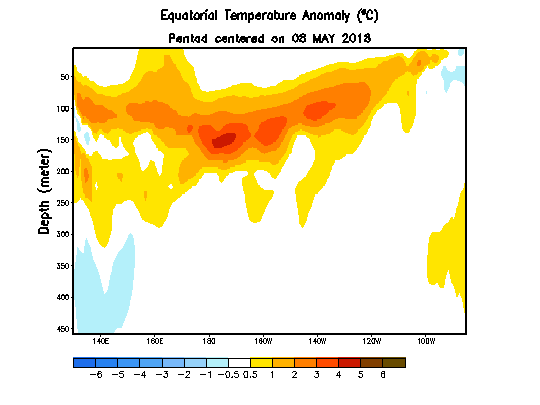 Equatorial Temperature Anomaly (°C)
Pentad centered on 08 MAY 2018
Depth (meter)
50
100
150
200
250
300
350
400
450
140E 160E 180 160W 140W 120W 100W
-6 -5 -4 -3 -2 -1 -0.5 0.5 1 2 3 4 5 6